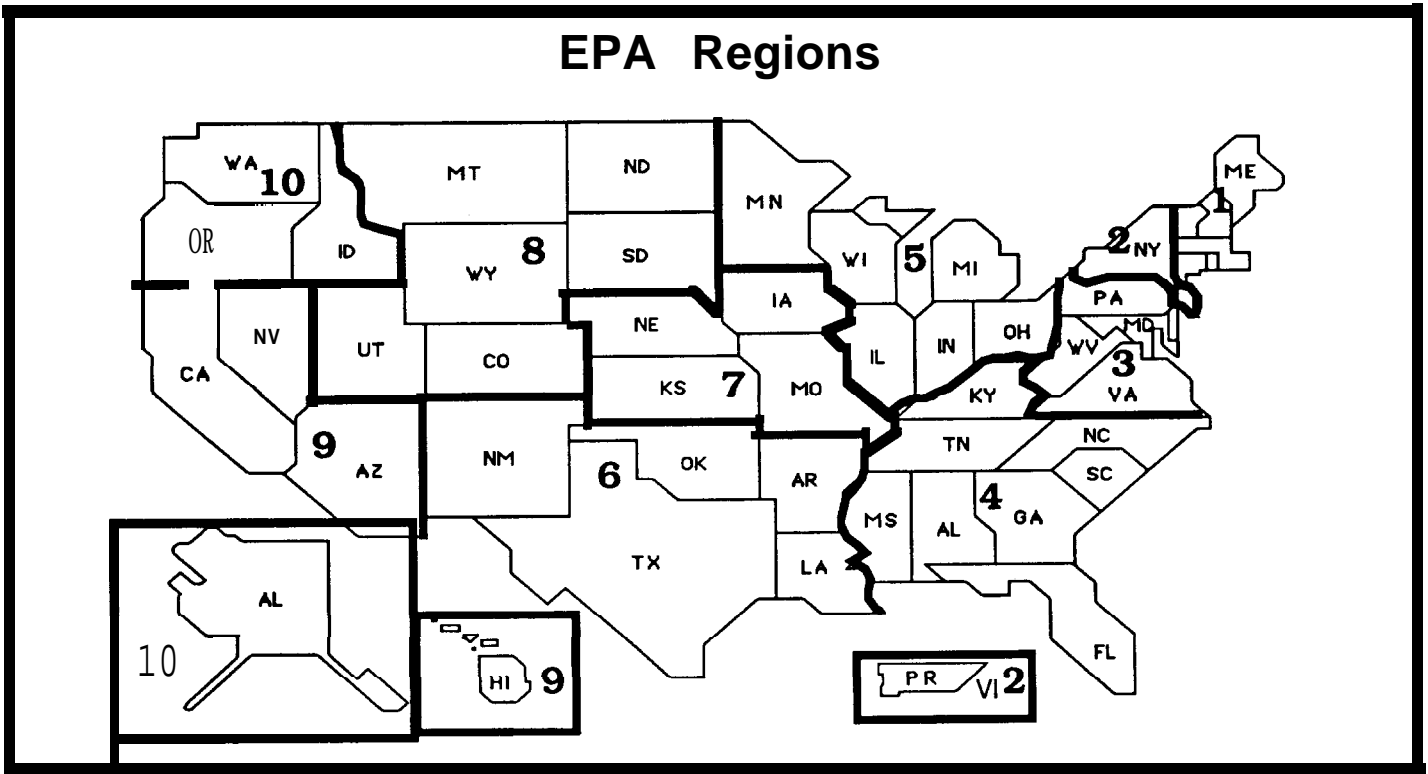 EPA Regions
WA
10
MT
ND
MN
ME
1
OR
ID
WY
8
SD
WI
5
MI
2
NY
IA
PA
NV
UT
CO
NE
IL
IN
OH
MD
WV
CA
KS
7
MO
KY
3
VA
9
AZ
NM
6
OK
AR
TN
NC
SC
MS
AL
4
GA
TX
LA
AL
10
HI
9
FL
PR
VI
2